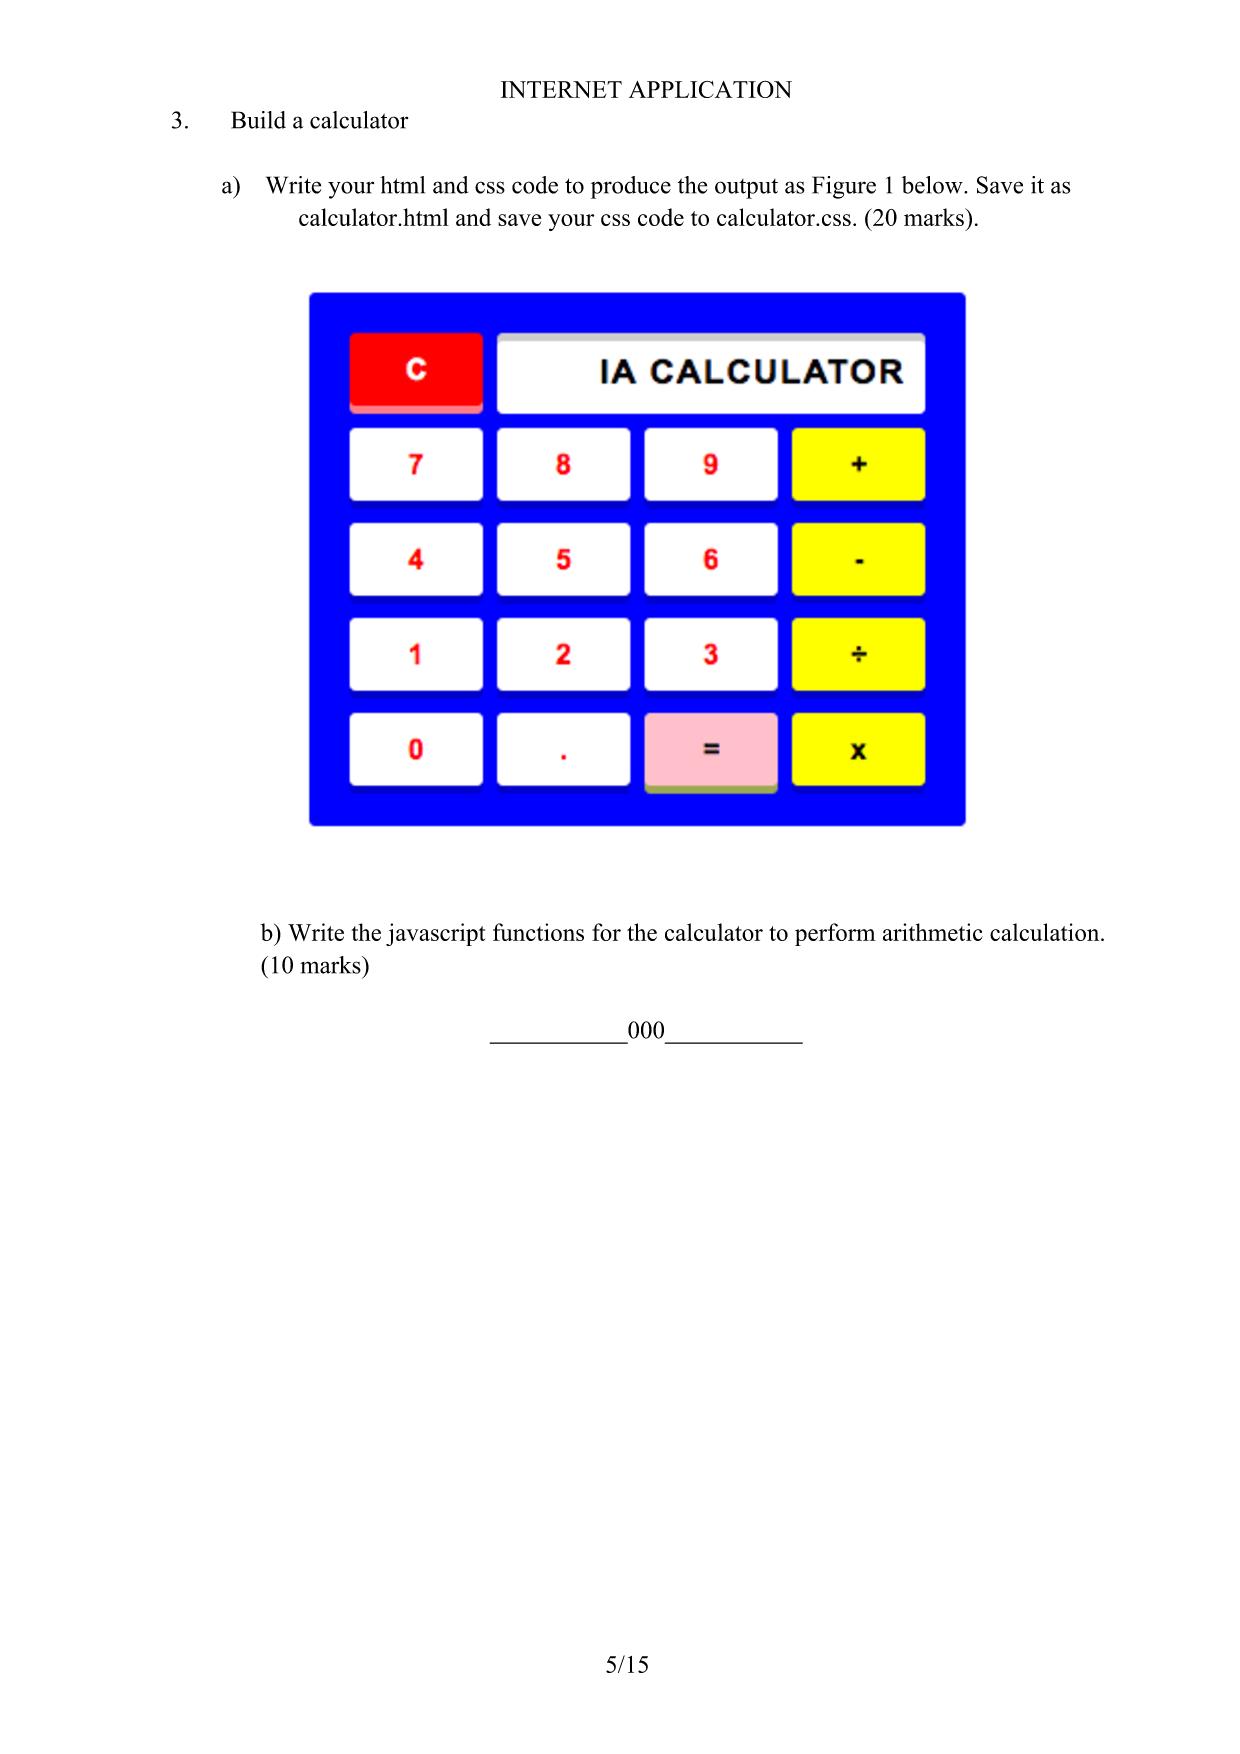 INTERNET APPLICATION
3. Build a calculator
a) Write your html and css code to produce the output as Figure 1 below. Save it as
calculator.html and save your css code to calculator.css. (20 marks).
C IA CALCULATOR
7 8 9 +
4 5 6 -
1 2 3 ÷
0 . = x
b) Write the javascript functions for the calculator to perform arithmetic calculation.
(10 marks)
___________000___________
5/15